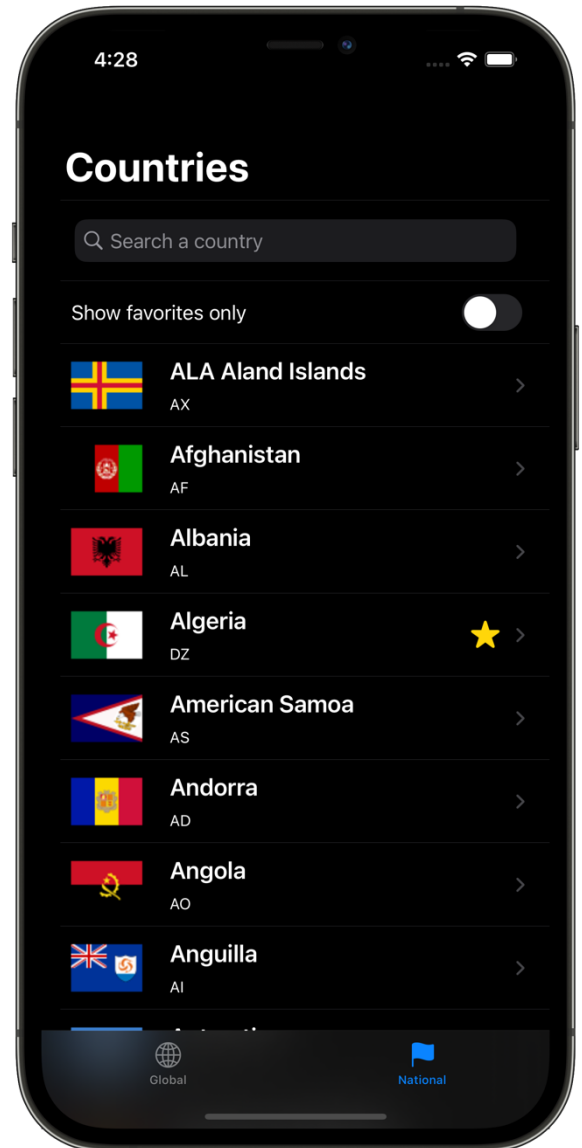 4:28
Countries
Search a country
Show favorites only
ALA Aland Islands
AX
Afghanistan
AF
Albania
AL
Algeria
DZ
American Samoa
AS
Andorra
AD
Angola
AO
Anguilla
AI
Global
National